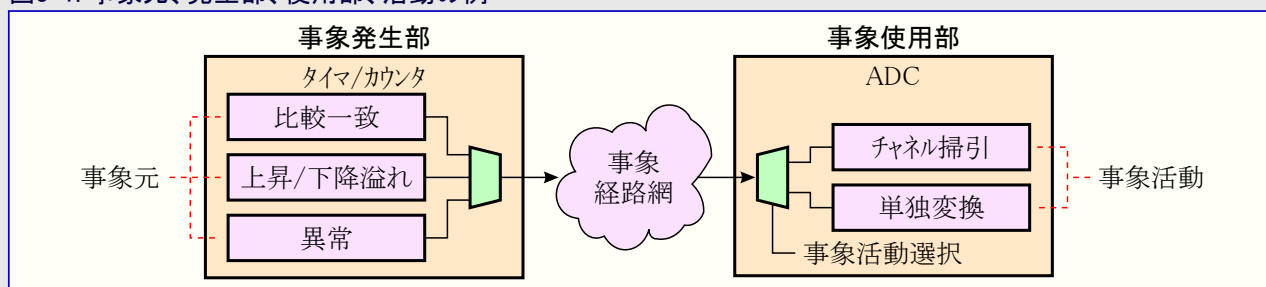 事象発生部
事象使用部
タイマ/カウンタ
ADC
比較一致
上昇/下降溢れ
異常
事象元
事象
経路網
チャネル掃引
単独変換
事象活動
事象活動選択